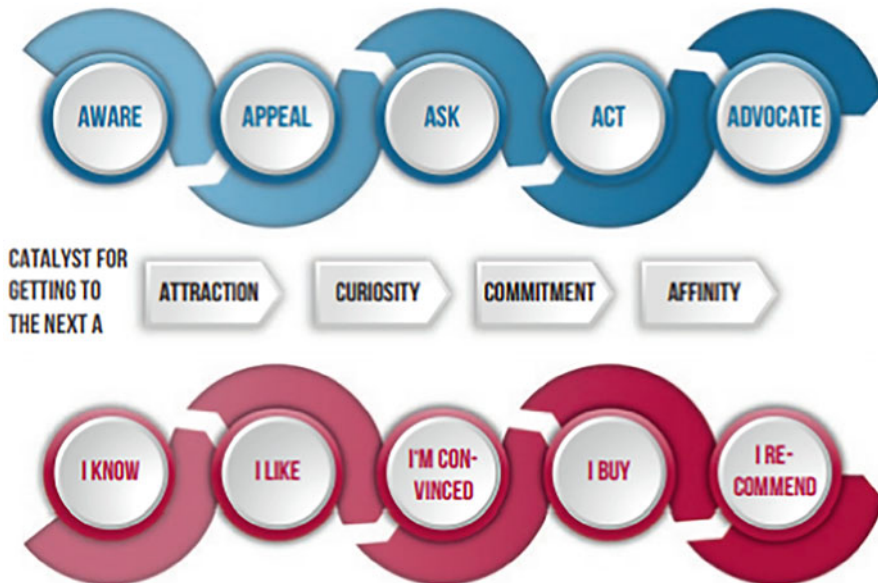 AWARE
APPEAL
ASK
ACT
ADVOCATE
CATALYST FOR
GETTING TO
THE NEXT A
ATTRACTION
CURIOSITY
COMMITMENT
AFFINITY
I KNOW
I LIKE
I'M CON-
VINCED
I BUY
I RE-
COMMEND